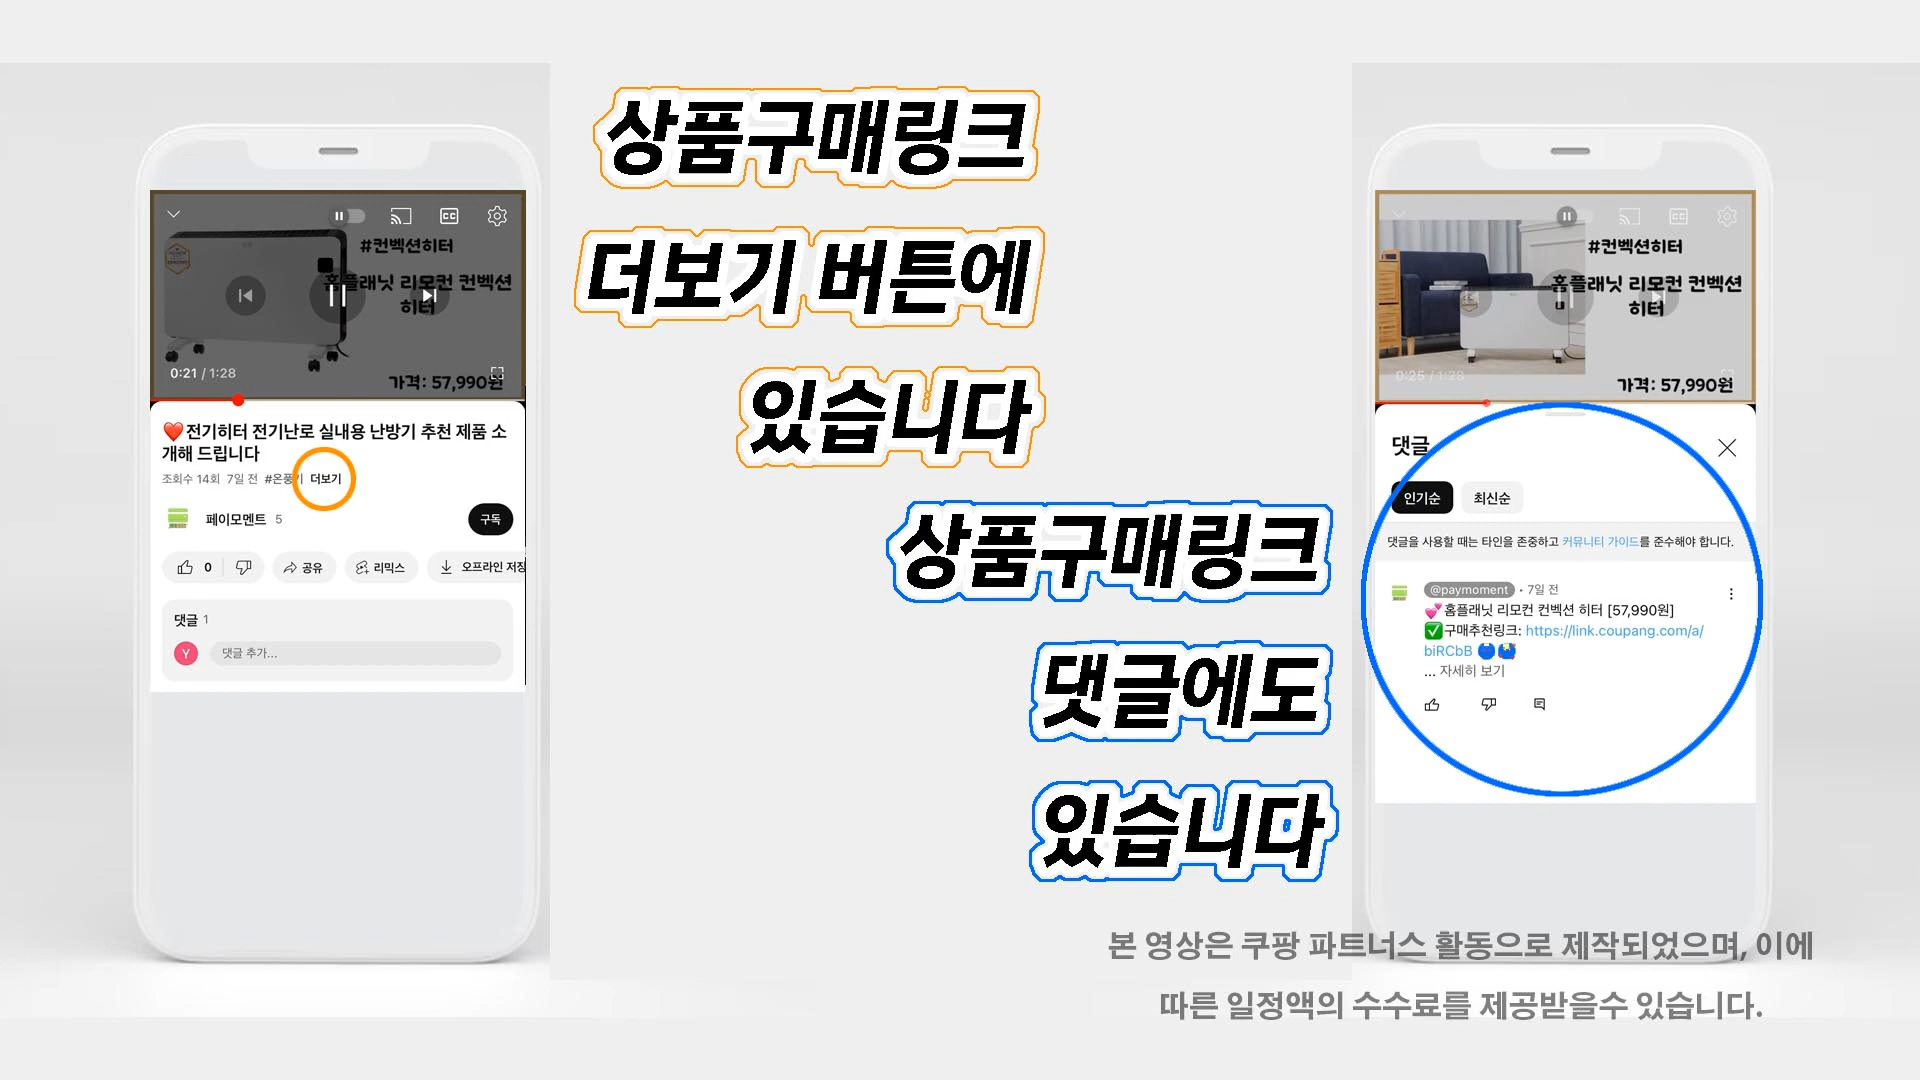 상품구매링크
더보기 버튼에
있습니다
상품구매링크
댓글에도
있습니다
#컨벡션히터
홈플래닛 리모컨 컨벡션
히터
0:21 / 1:28
가격: 57,990원
❤️전기히터 전기난로 실내용 난방기 추천 제품 소
개해 드립니다
조회수 14회 7일 전 #온풍기 더보기
페이모멘트 5
구독
0
공유
리믹스
오프라인 저장
댓글 1
Y
댓글 추가...
#컨벡션히터
홈플래닛 리모컨 컨벡션
히터
0:25 / 1:28
가격: 57,990원
댓글
인기순
최신순
댓글을 사용할 때는 타인을 존중하고 커뮤니티 가이드를 준수해야 합니다.
@paymoment • 7일 전
💕홈플래닛 리모컨 컨벡션 히터 [57,990원]
✅구매추천링크: https://link.coupang.com/a/
biRCbB
... 자세히 보기
본 영상은 쿠팡 파트너스 활동으로 제작되었으며, 이에
따른 일정액의 수수료를 제공받을수 있습니다.